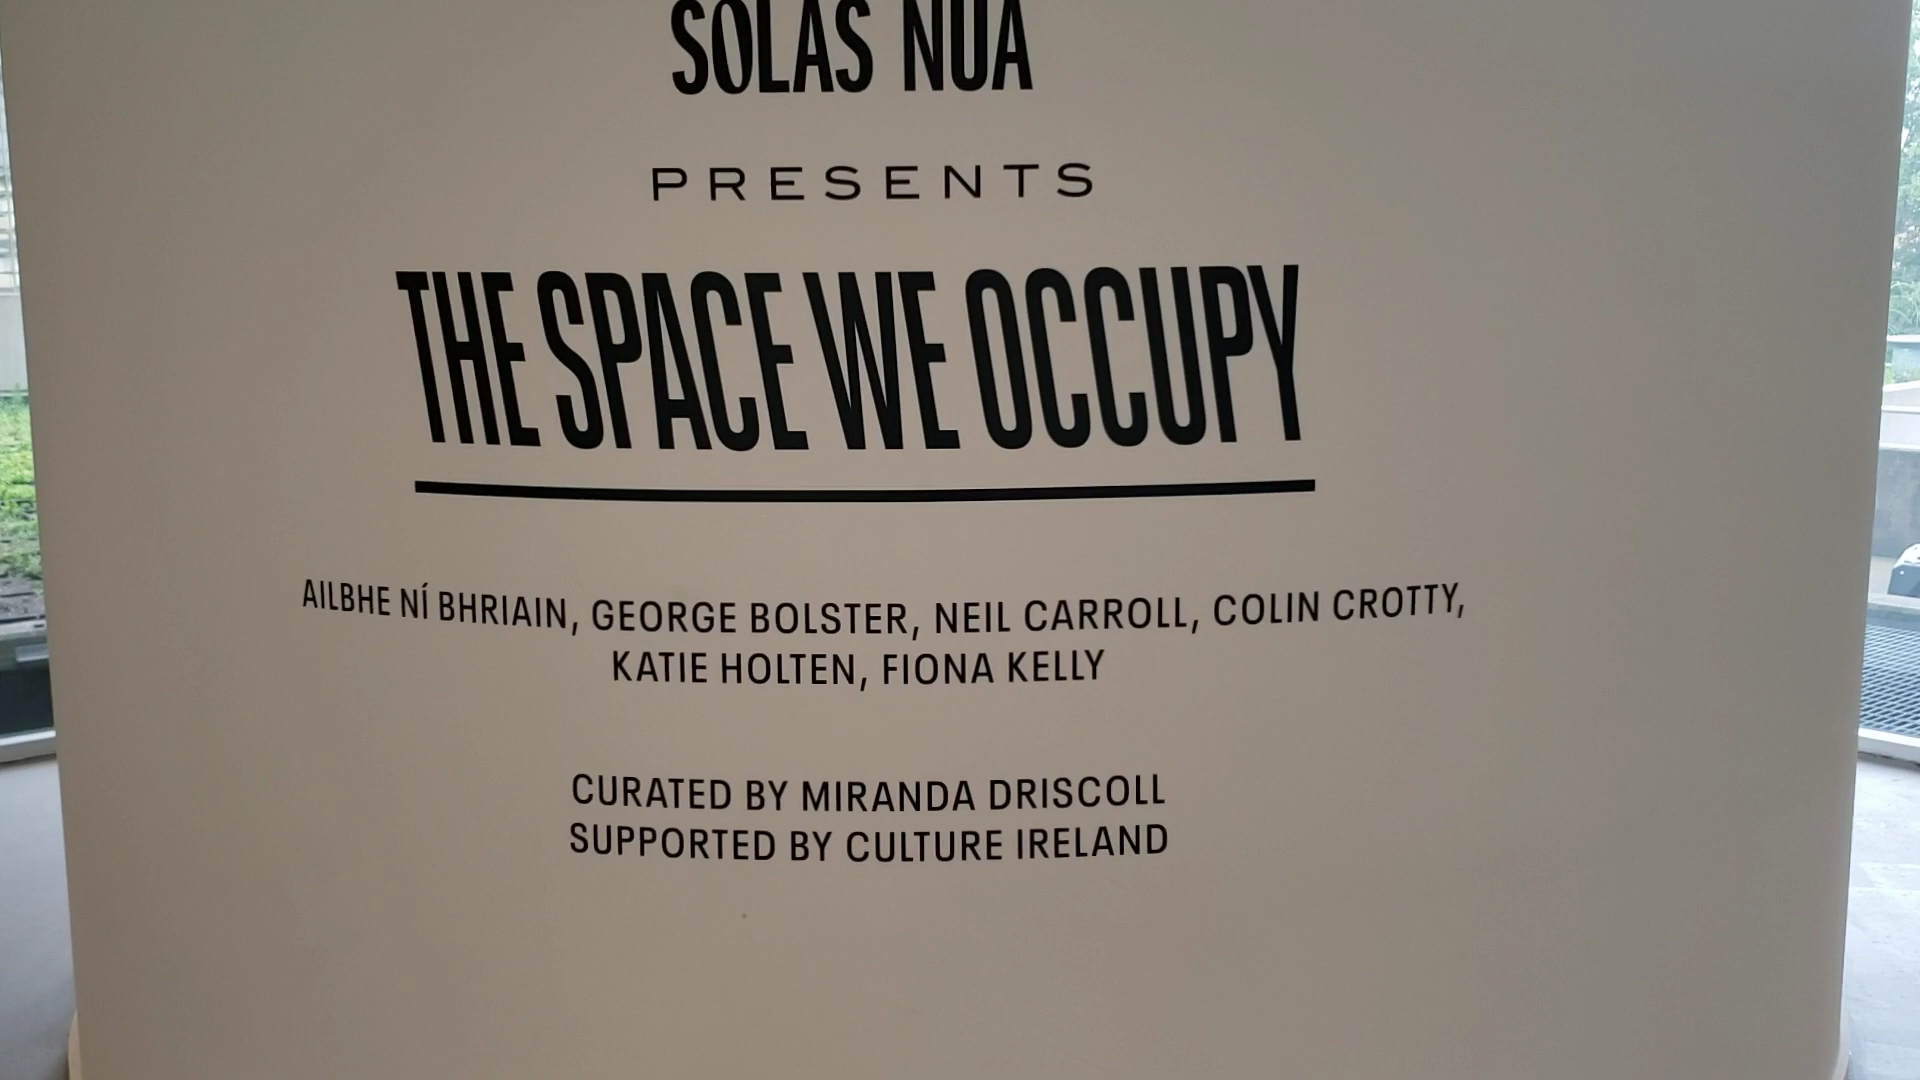 SOLAS NUA
PRESENTS
THE SPACE WE OCCUPY
AILBHE NÍ BHRIAIN, GEORGE BOLSTER, NEIL CARROLL, COLIN CROTTY,
KATIE HOLTEN, FIONA KELLY
CURATED BY MIRANDA DRISCOLL
SUPPORTED BY CULTURE IRELAND